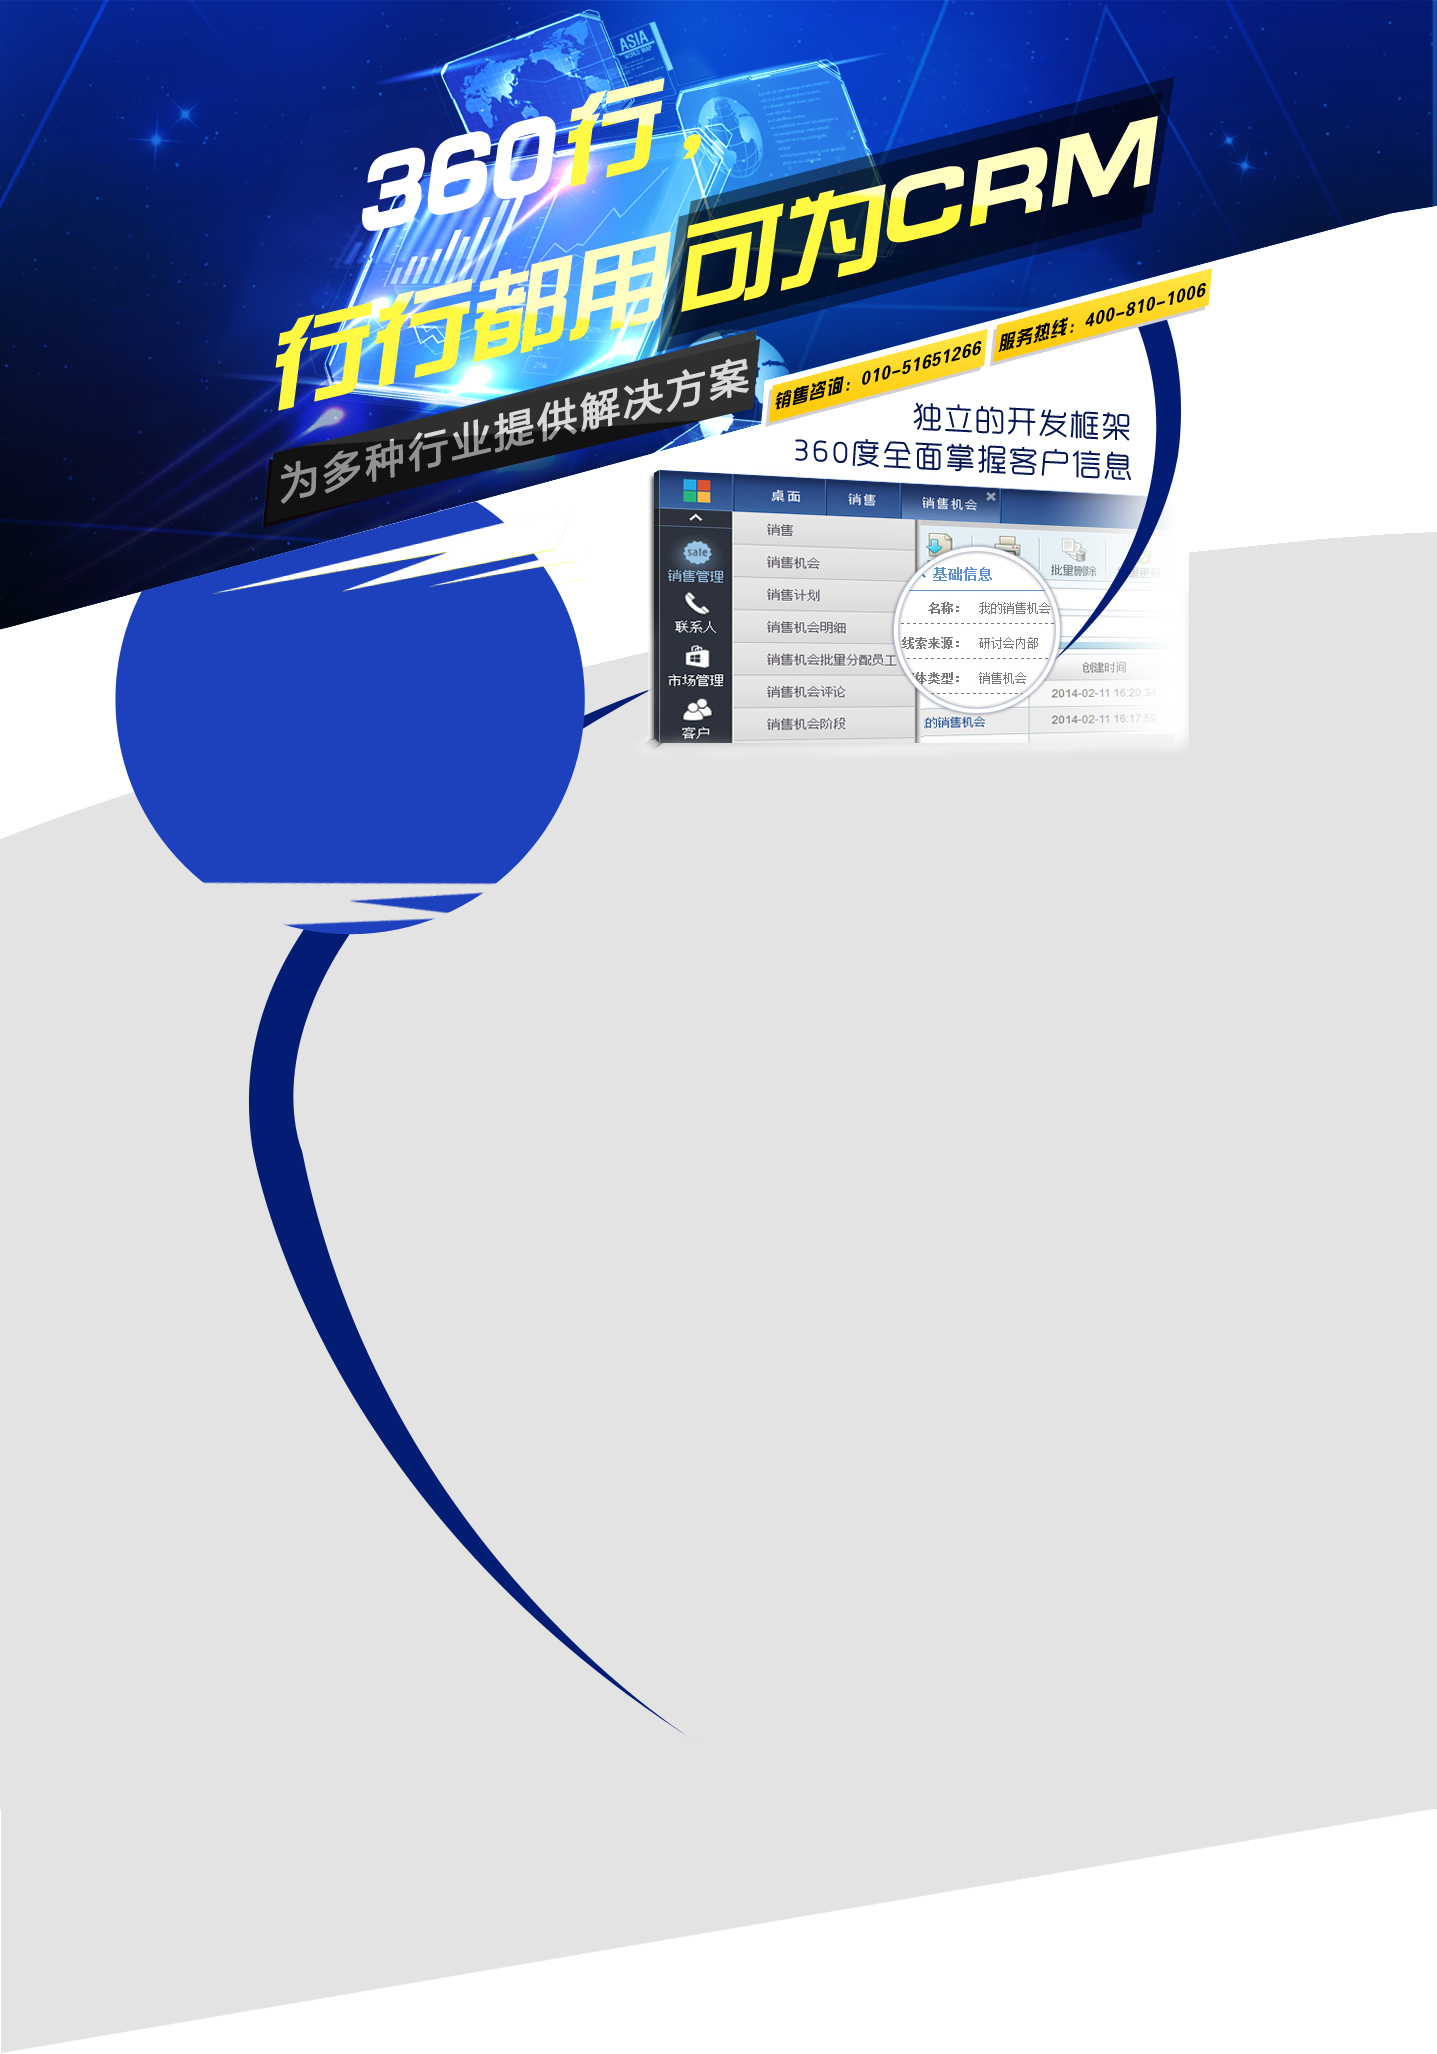 ASIA
WORLD MAP
360行，
行行都用可为CRM
为多种行业提供解决方案
销售咨询：010-51651266
服务热线：400-810-1006
独立的开发框架
360度全面掌握客户信息
桌面
销售
销售机会
sale
销售管理
联系人
市场管理
客户
销售
销售机会
销售计划
销售机会明细
销售机会批量分配员工
销售机会评论
销售机会阶段
批量删除
基础信息
名称： 我的销售机会
线索来源： 研讨会内部
体类型： 销售机会
创建时间
2014-02-11 16:20:34
的销售机会 2014-02-11 16:17:59